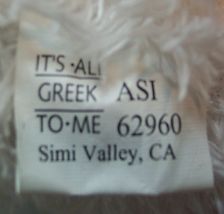 IT'S·ALL
GREEK ASI
TO·ME 62960
Simi Valley, CA